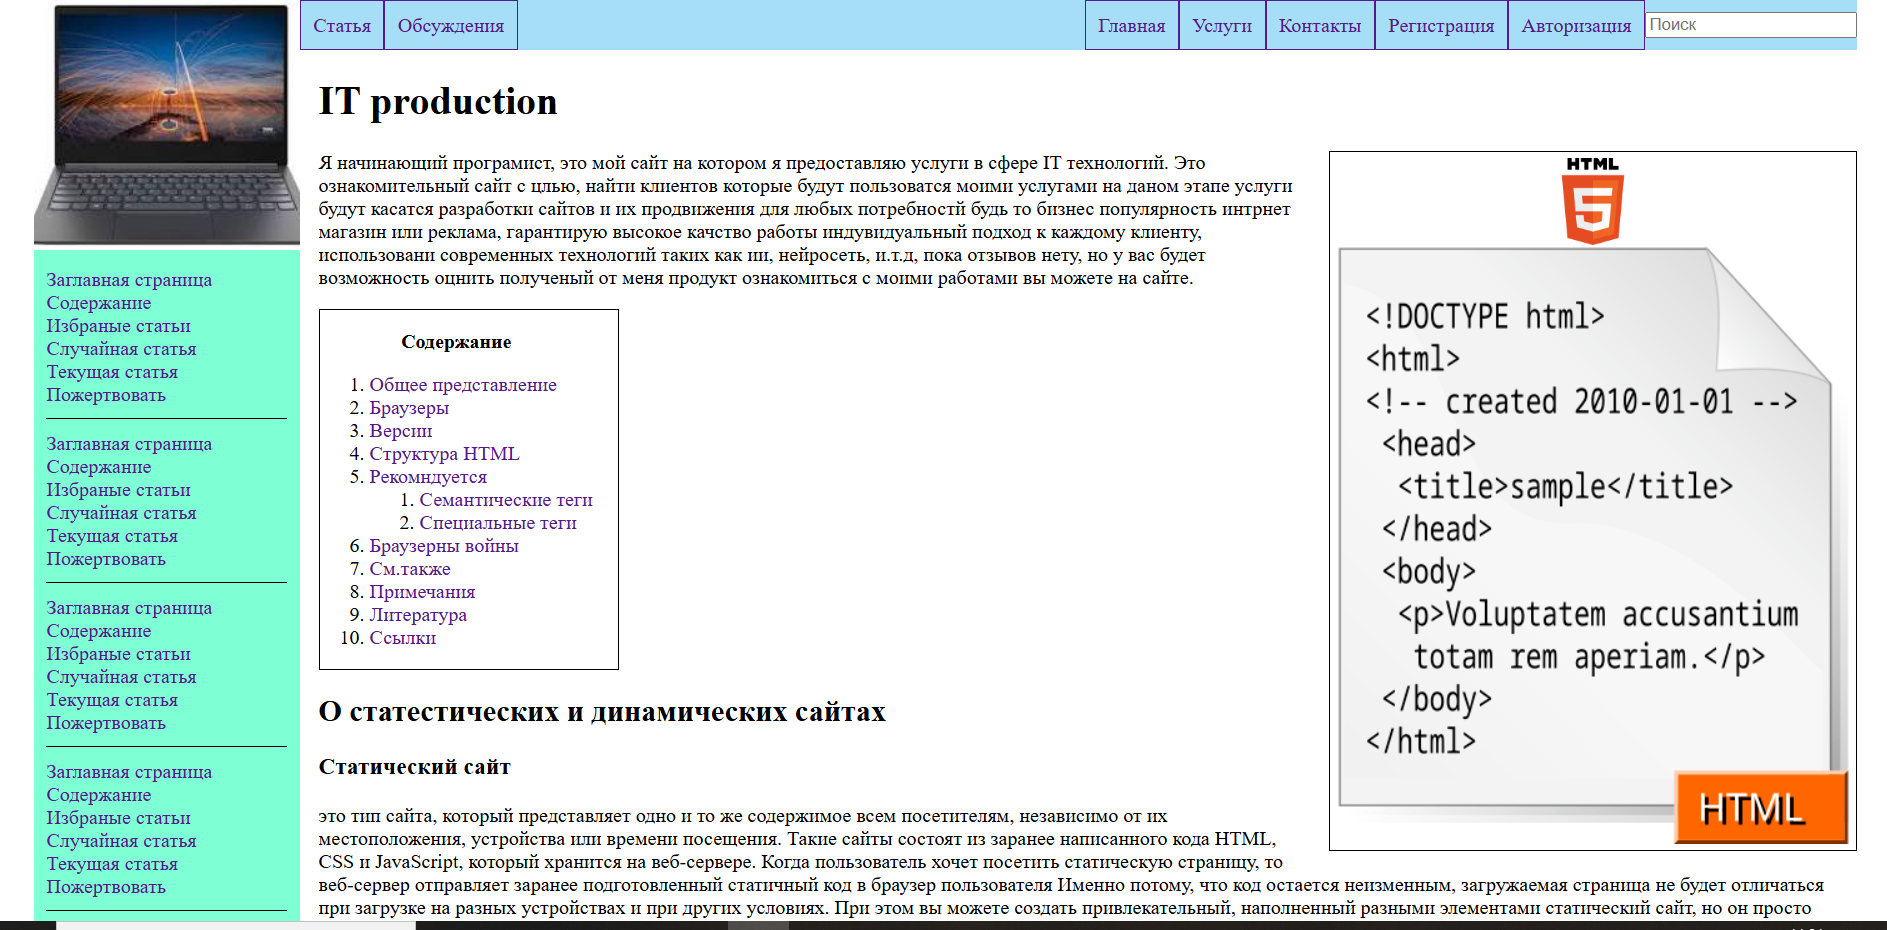 Статья Обсуждения Главная Услуги Контакты Регистрация Авторизация Поиск
Заглавная страница
Содержание
Избраные статьи
Случайная статья
Текущая статья
Пожертвовать
Заглавная страница
Содержание
Избраные статьи
Случайная статья
Текущая статья
Пожертвовать
Заглавная страница
Содержание
Избраные статьи
Случайная статья
Текущая статья
Пожертвовать
Заглавная страница
Содержание
Избраные статьи
Случайная статья
Текущая статья
Пожертвовать
IT production
Я начинающий програмист, это мой сайт на котором я предоставляю услуги в сфере IT технологий. Это
ознакомительный сайт с цлью, найти клиентов которые будут пользоватся моими услугами на даном этапе услуги
будут касатся разработки сайтов и их продвижения для любых потребностй будь то бизнес популярность интрнет
магазин или реклама, гарантирую высокое качство работы индувидуальный подход к каждому клиенту,
использовани современных технологий таких как ии, нейросеть, и.т.д, пока отзывов нету, но у вас будет
возможность оцнить полученый от меня продукт ознакомиться с моими работами вы можете на сайте.
Содержание
1. Общее представление
2. Браузеры
3. Версии
4. Структура HTML
5. Рекомндуется
1. Семантические теги
2. Специальные теги
6. Браузерны войны
7. См.также
8. Примечания
9. Литература
10. Ссылки
HTML
5
<!DOCTYPE html>
<html>
<!-- created 2010-01-01 -->
<head>
<title>sample</title>
</head>
<body>
<p>Voluptatem accusantium
totam rem aperiam.</p>
</body>
</html>
HTML
О статестических и динамических сайтах
Статический сайт
это тип сайта, который представляет одно и то же содержимое всем посетителям, независимо от их
местоположения, устройства или времени посещения. Такие сайты состоят из заранее написанного кода HTML,
CSS и JavaScript, который хранится на веб-сервере. Когда пользователь хочет посетить статическую страницу, то
веб-сервер отправляет заранее подготовленный статичный код в браузер пользователя Именно потому, что код остается неизменным, загружаемая страница не будет отличаться
при загрузке на разных устройствах и при других условиях. При этом вы можете создать привлекательный, наполненный разными элементами статический сайт, но он просто